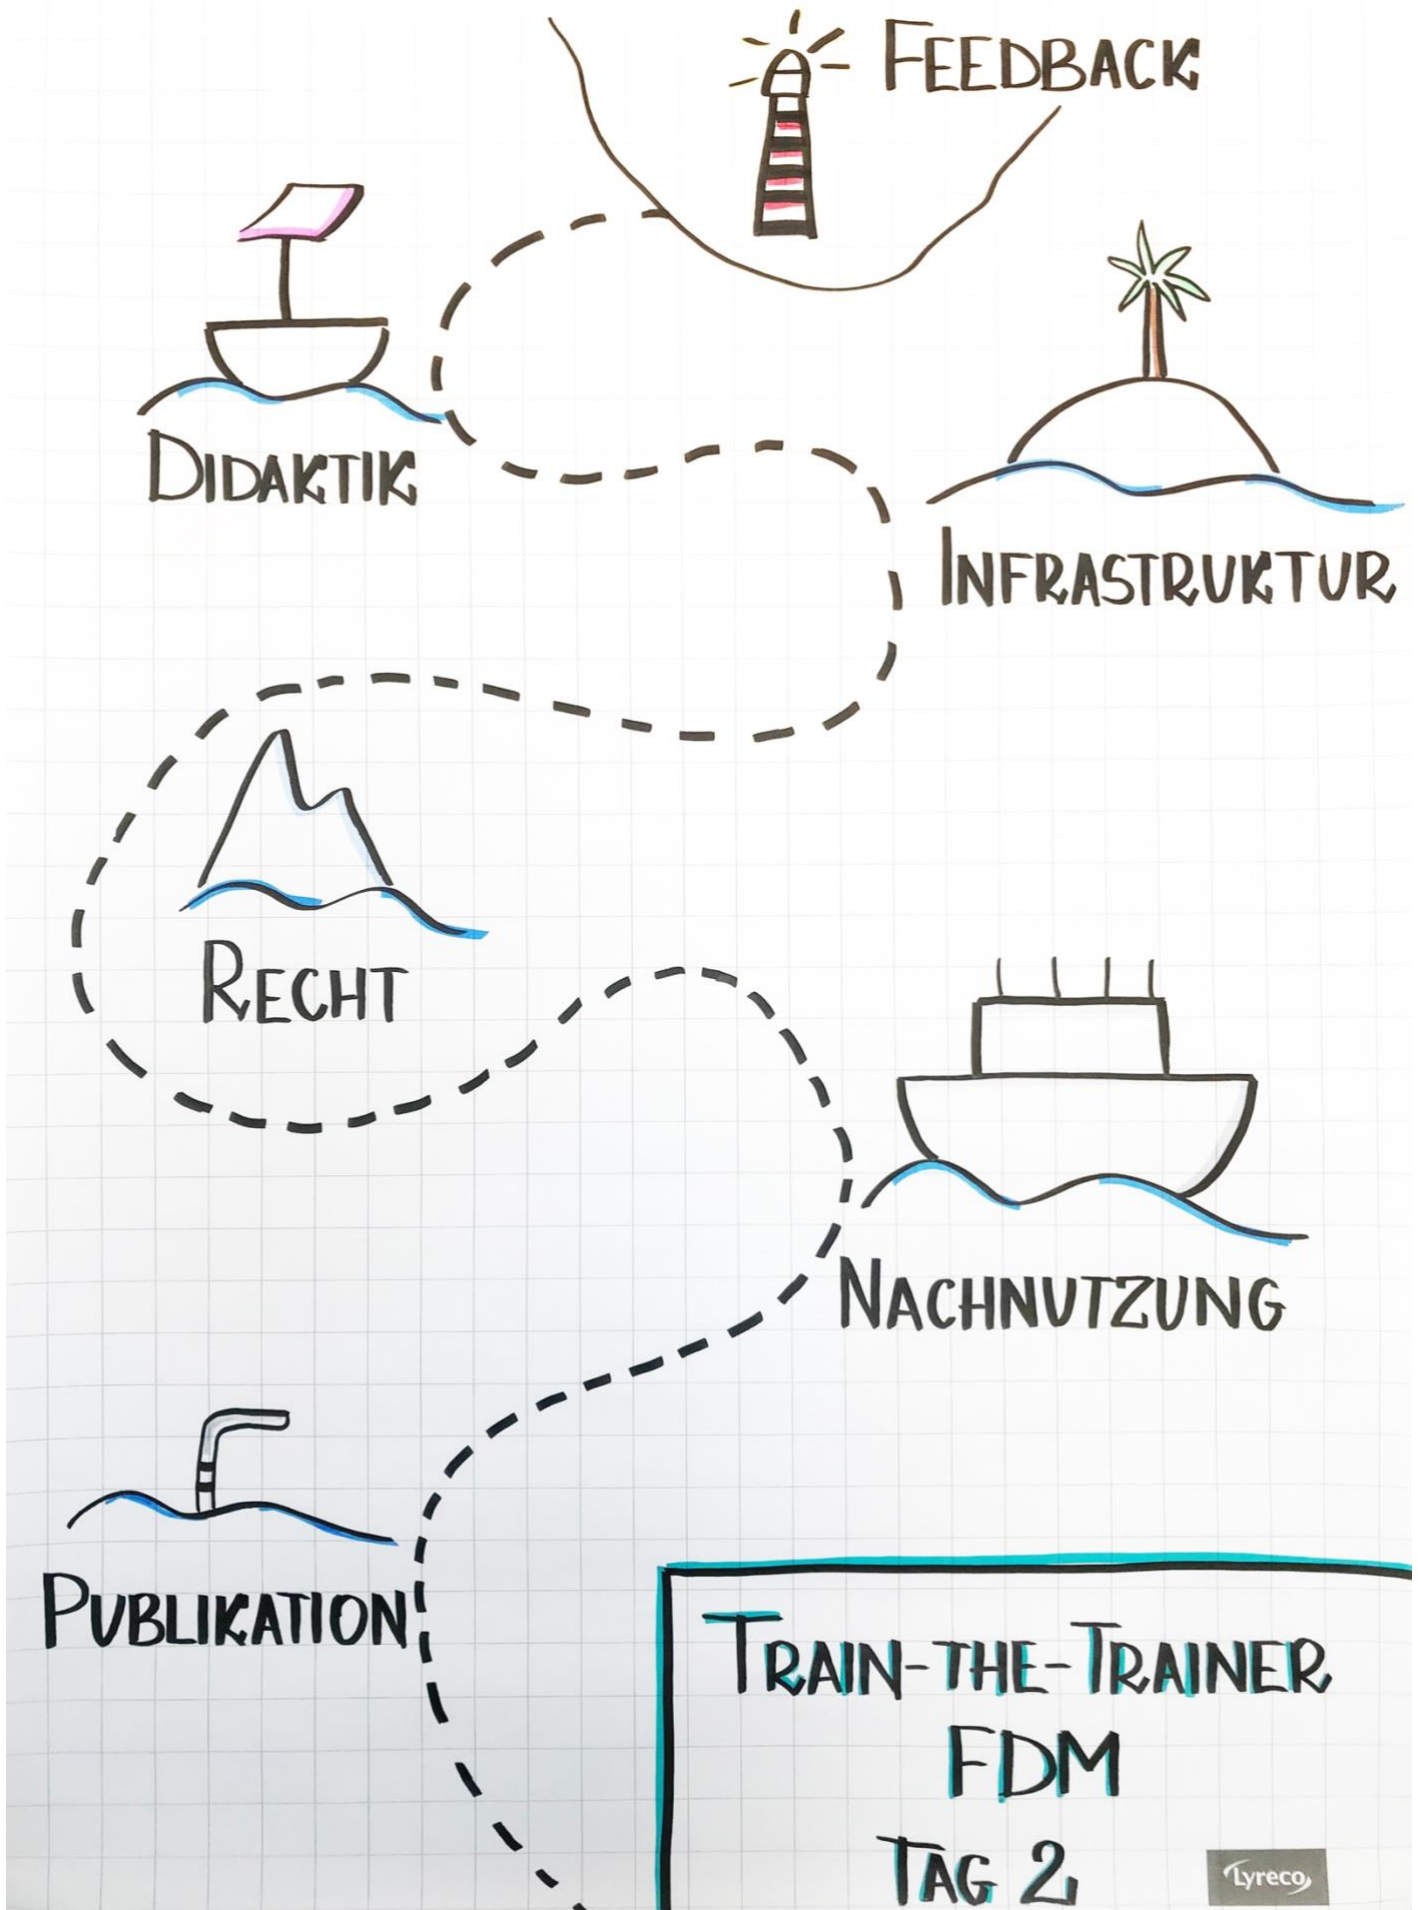 FEEDBACK
DIDAKTIK
INFRASTRUKTUR
RECHT
NACHNUTZUNG
PUBLIKATION
TRAIN-THE-TRAINER
FDM
TAG 2
Lyreco